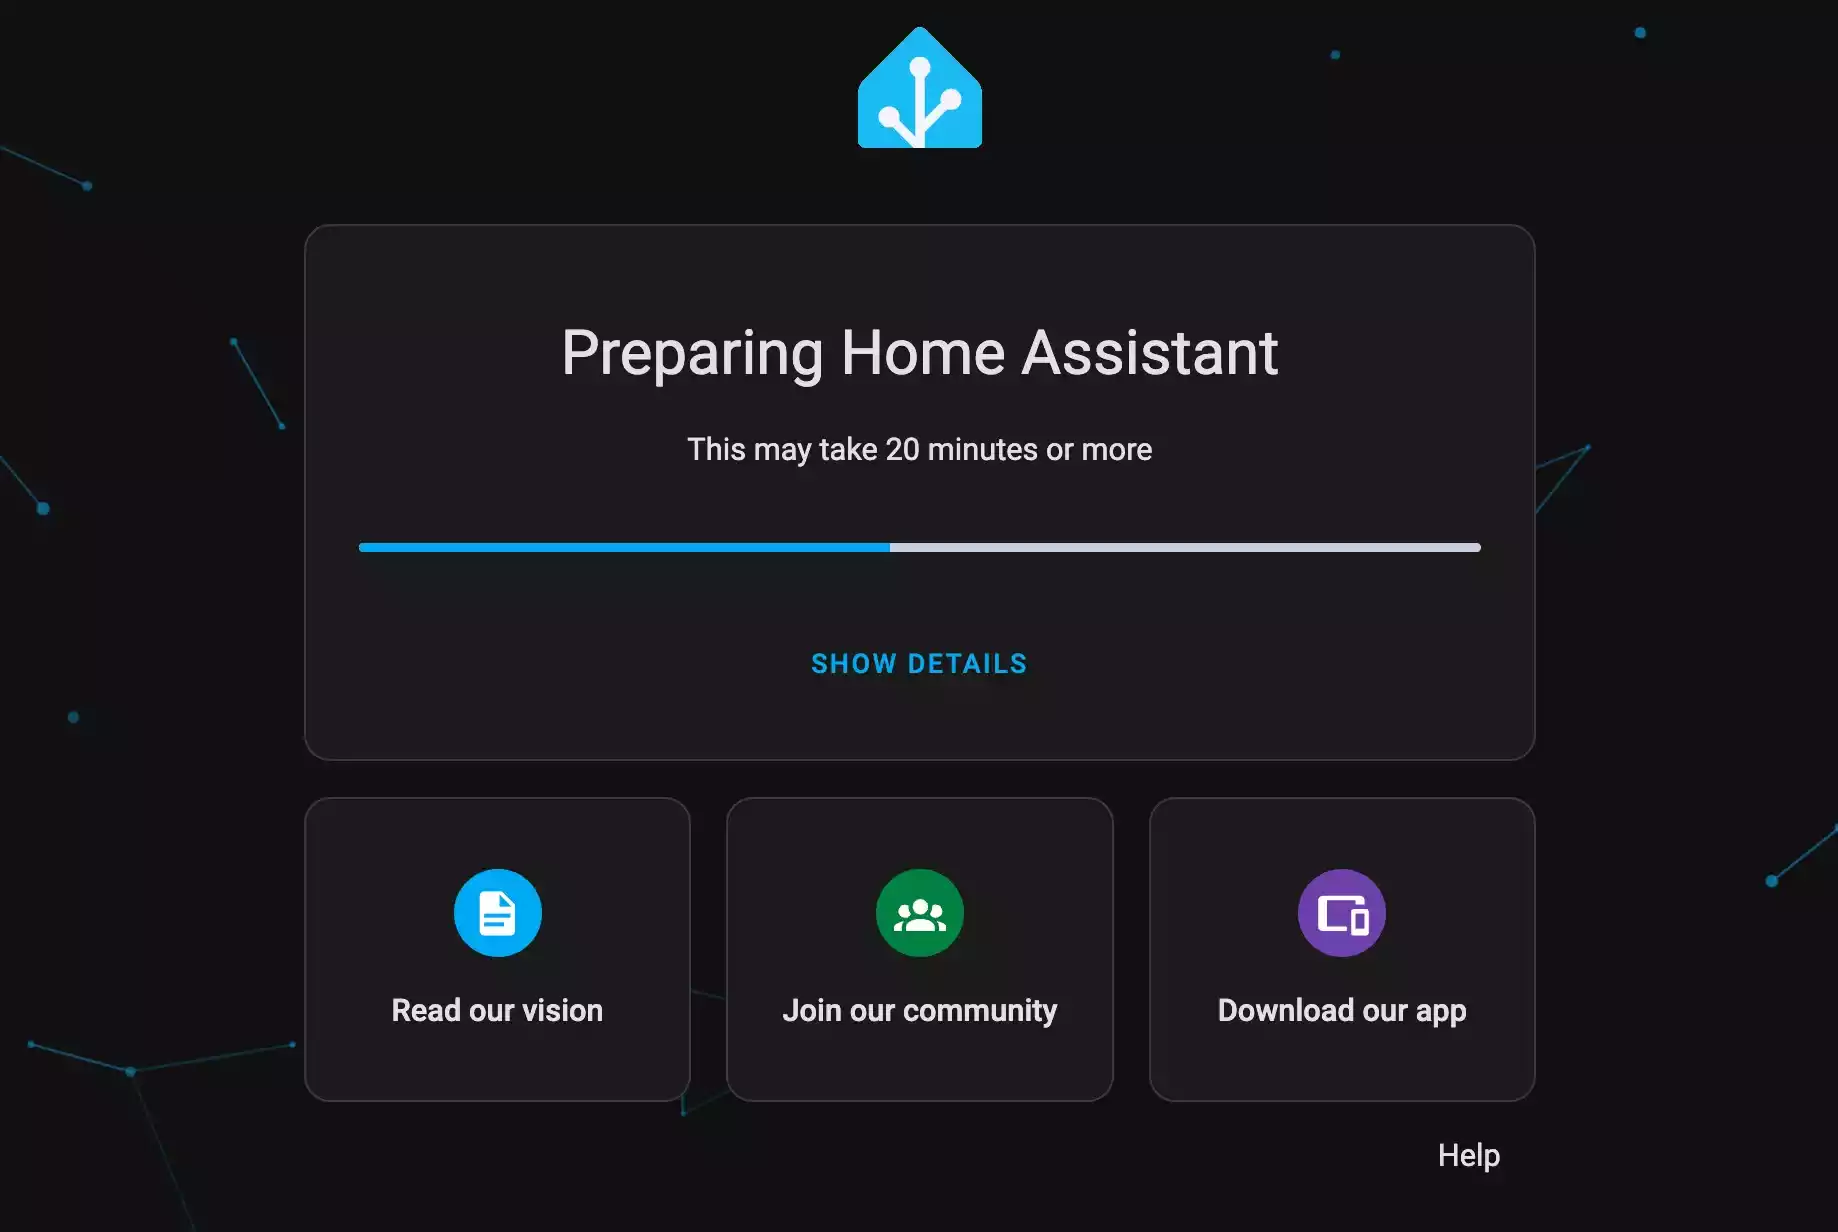 Preparing Home Assistant
This may take 20 minutes or more
SHOW DETAILS
Read our vision
Join our community
Download our app
Help